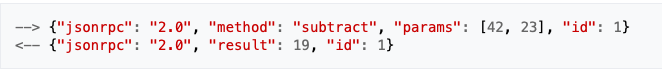 --> {"jsonrpc": "2.0", "method": "subtract", "params": [42, 23], "id": 1}
<-- {"jsonrpc": "2.0", "result": 19, "id": 1}